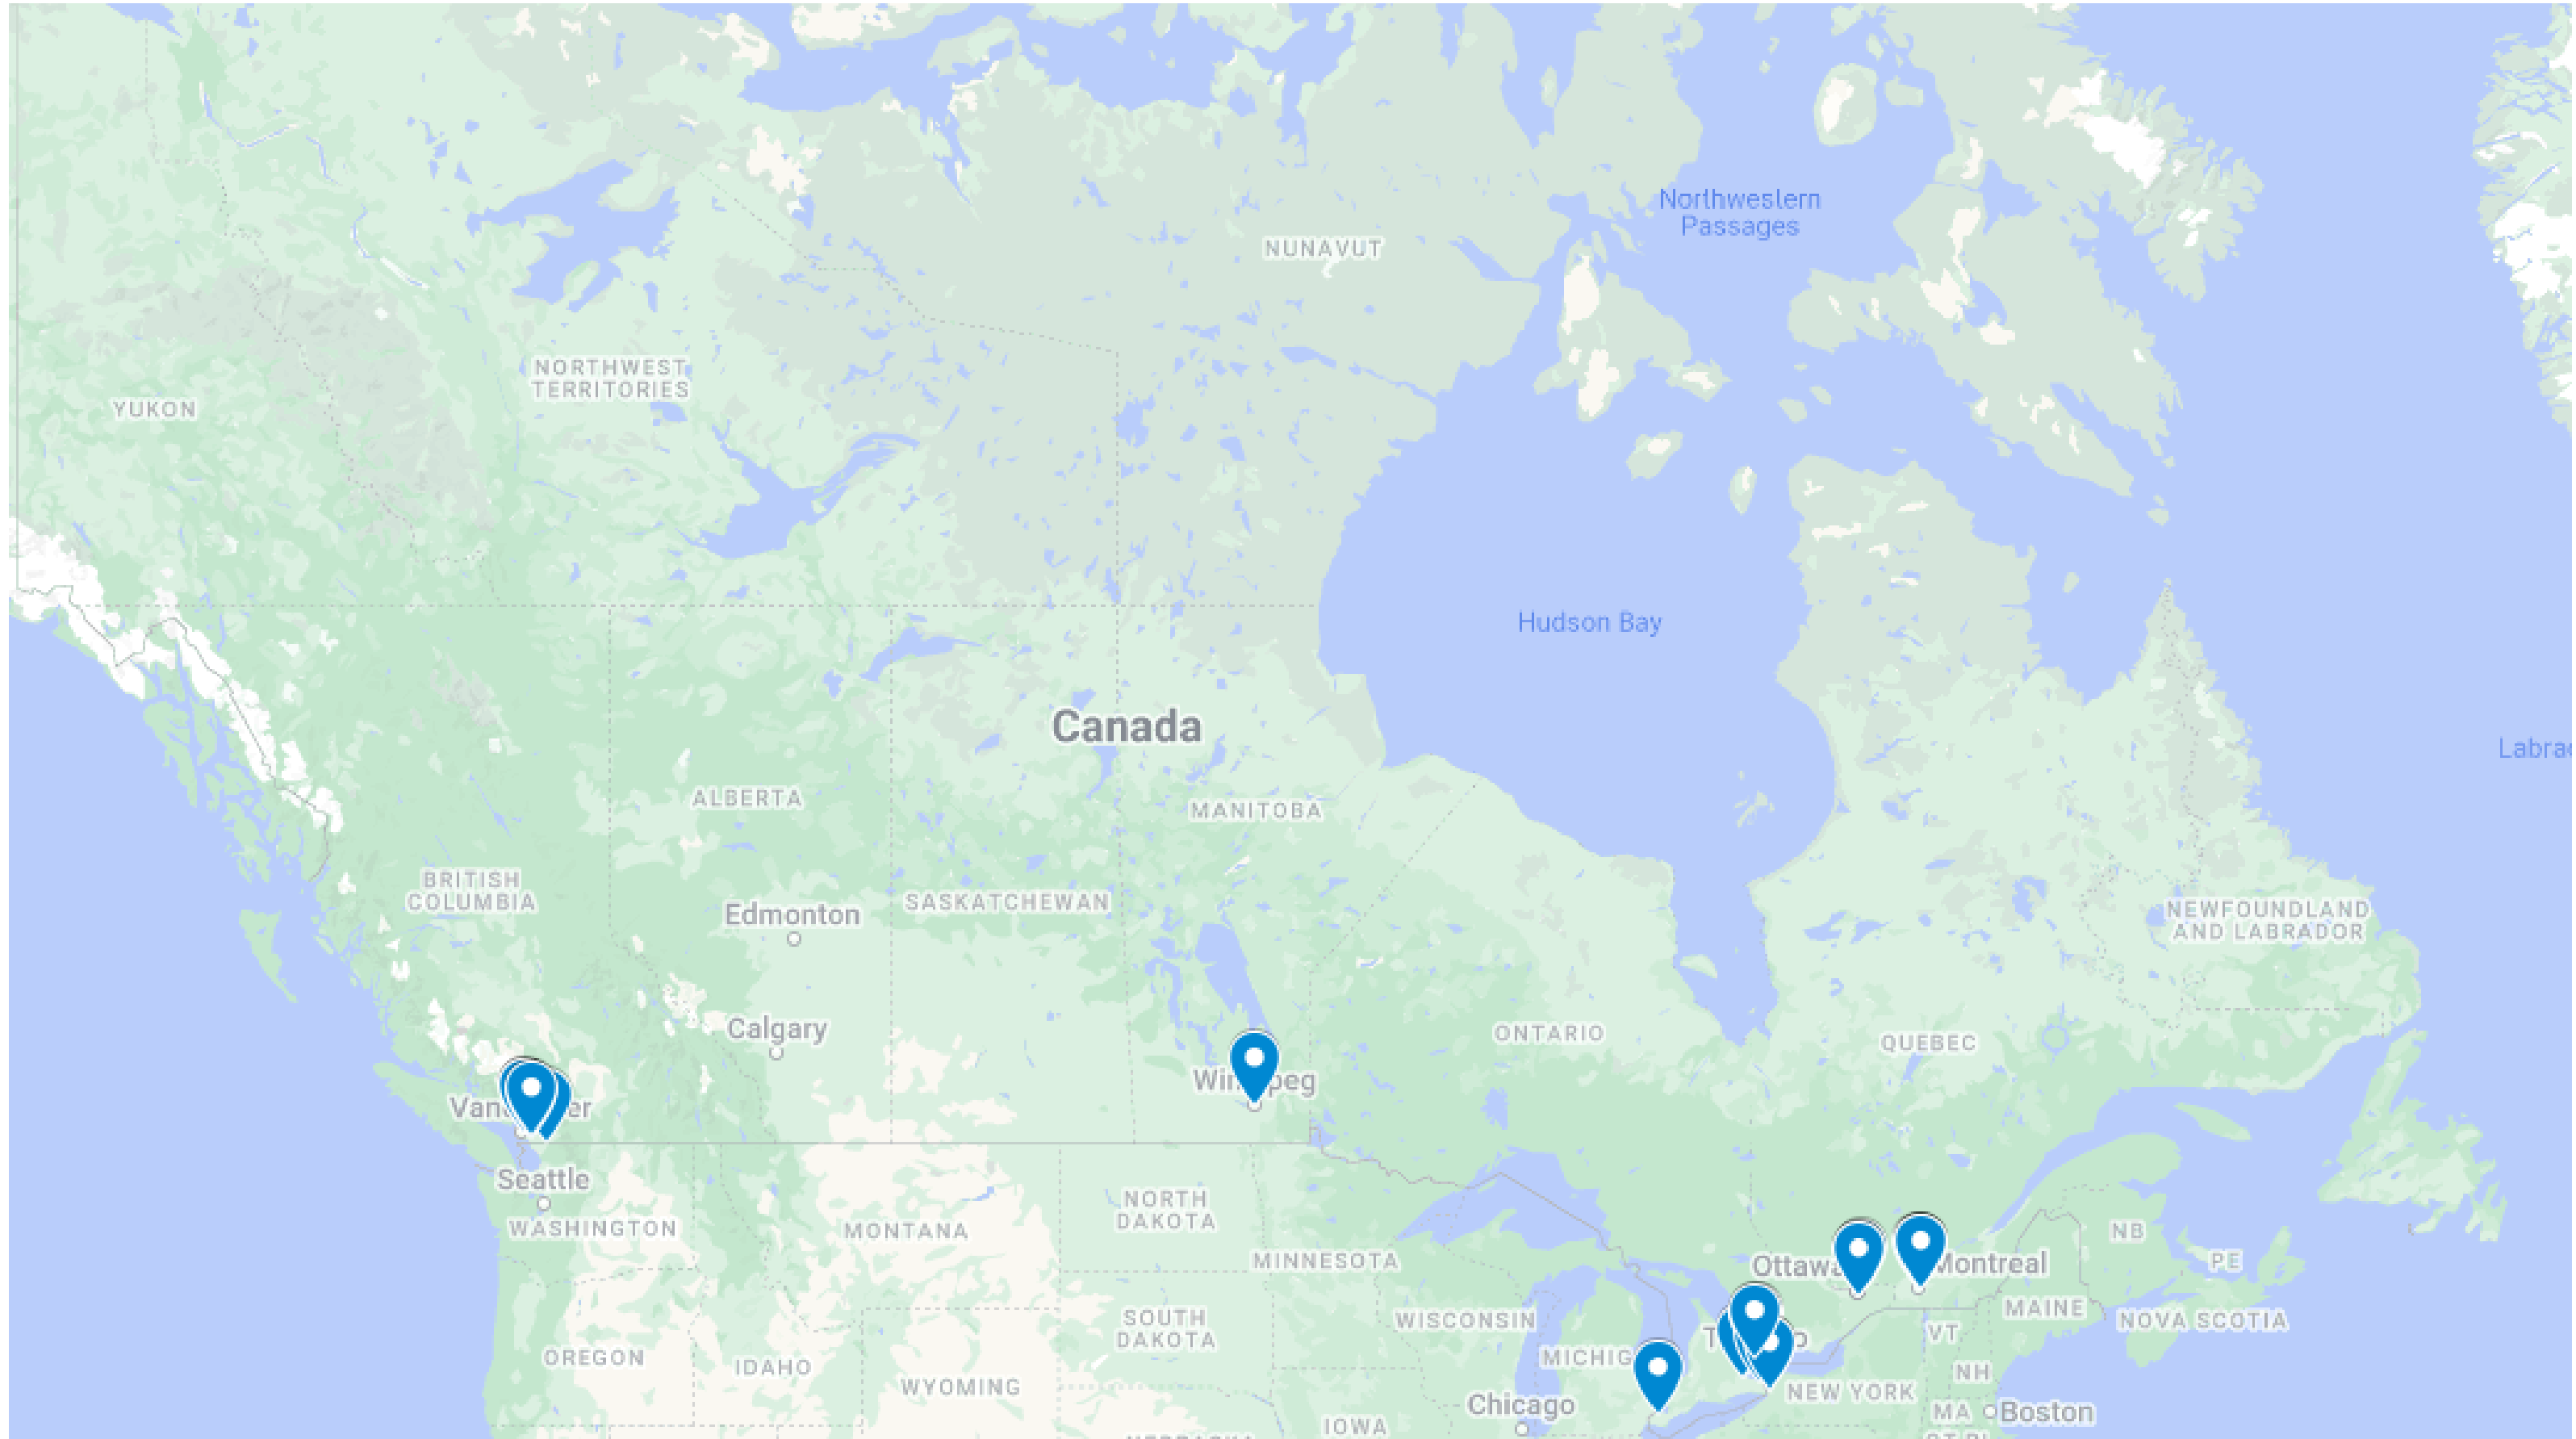 Northwestern
Passages
NUNAVUT
NORTHWEST
TERRITORIES
YUKON
Hudson Bay
Canada
Labra
ALBERTA
MANITOBA
BRITISH
COLUMBIA
Edmonton
SASKATCHEWAN
NEWFOUNDLAND
AND LABRADOR
Calgary
ONTARIO
QUEBEC
Seattle
WASHINGTON
NORTH
DAKOTA
MONTANA
MINNESOTA
Ottawa
Montreal
NB
PE
MAINE
NOVA SCOTIA
SOUTH
DAKOTA
WISCONSIN
VT
OREGON
IDAHO
MICHIG
NH
WYOMING
NEW YORK
Chicago
MA
Boston
IOWA